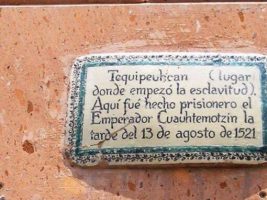 Tequipeuhcan (lugar
donde empezó la esclavitud).
Aqui fué hecho prisionero el
Emperador Cuauhtemotzin la
tarde del 13 de agosto de 1521